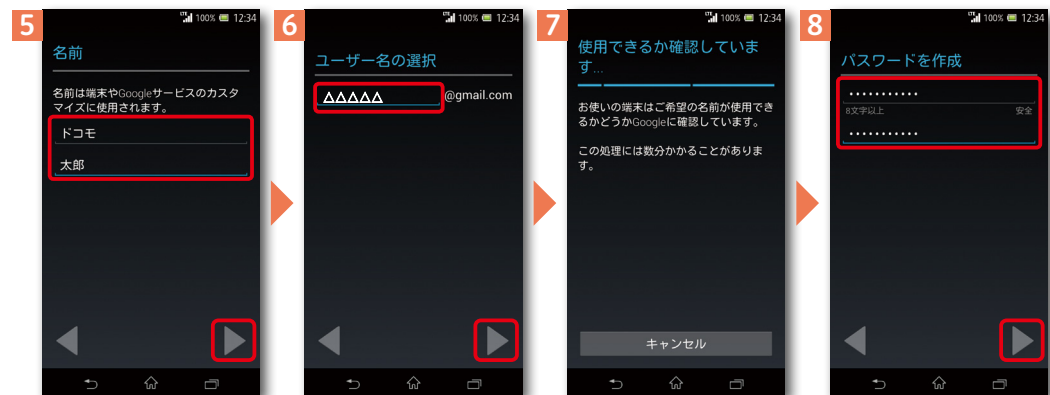 5
100% 12:34
名前
名前は端末やGoogleサービスのカスタ
マイズに使用されます。
ドコモ
太郎
6
100% 12:34
ユーザー名の選択
△△△△△ @gmail.com
7
100% 12:34
使用できるか確認していま
す...
お使いの端末はご希望の名前が使用でき
るかどうかGoogleに確認しています。
この処理には数分かかることがありま
す。
キャンセル
8
100% 12:34
パスワードを作成
...........
8文字以上 安全
...........